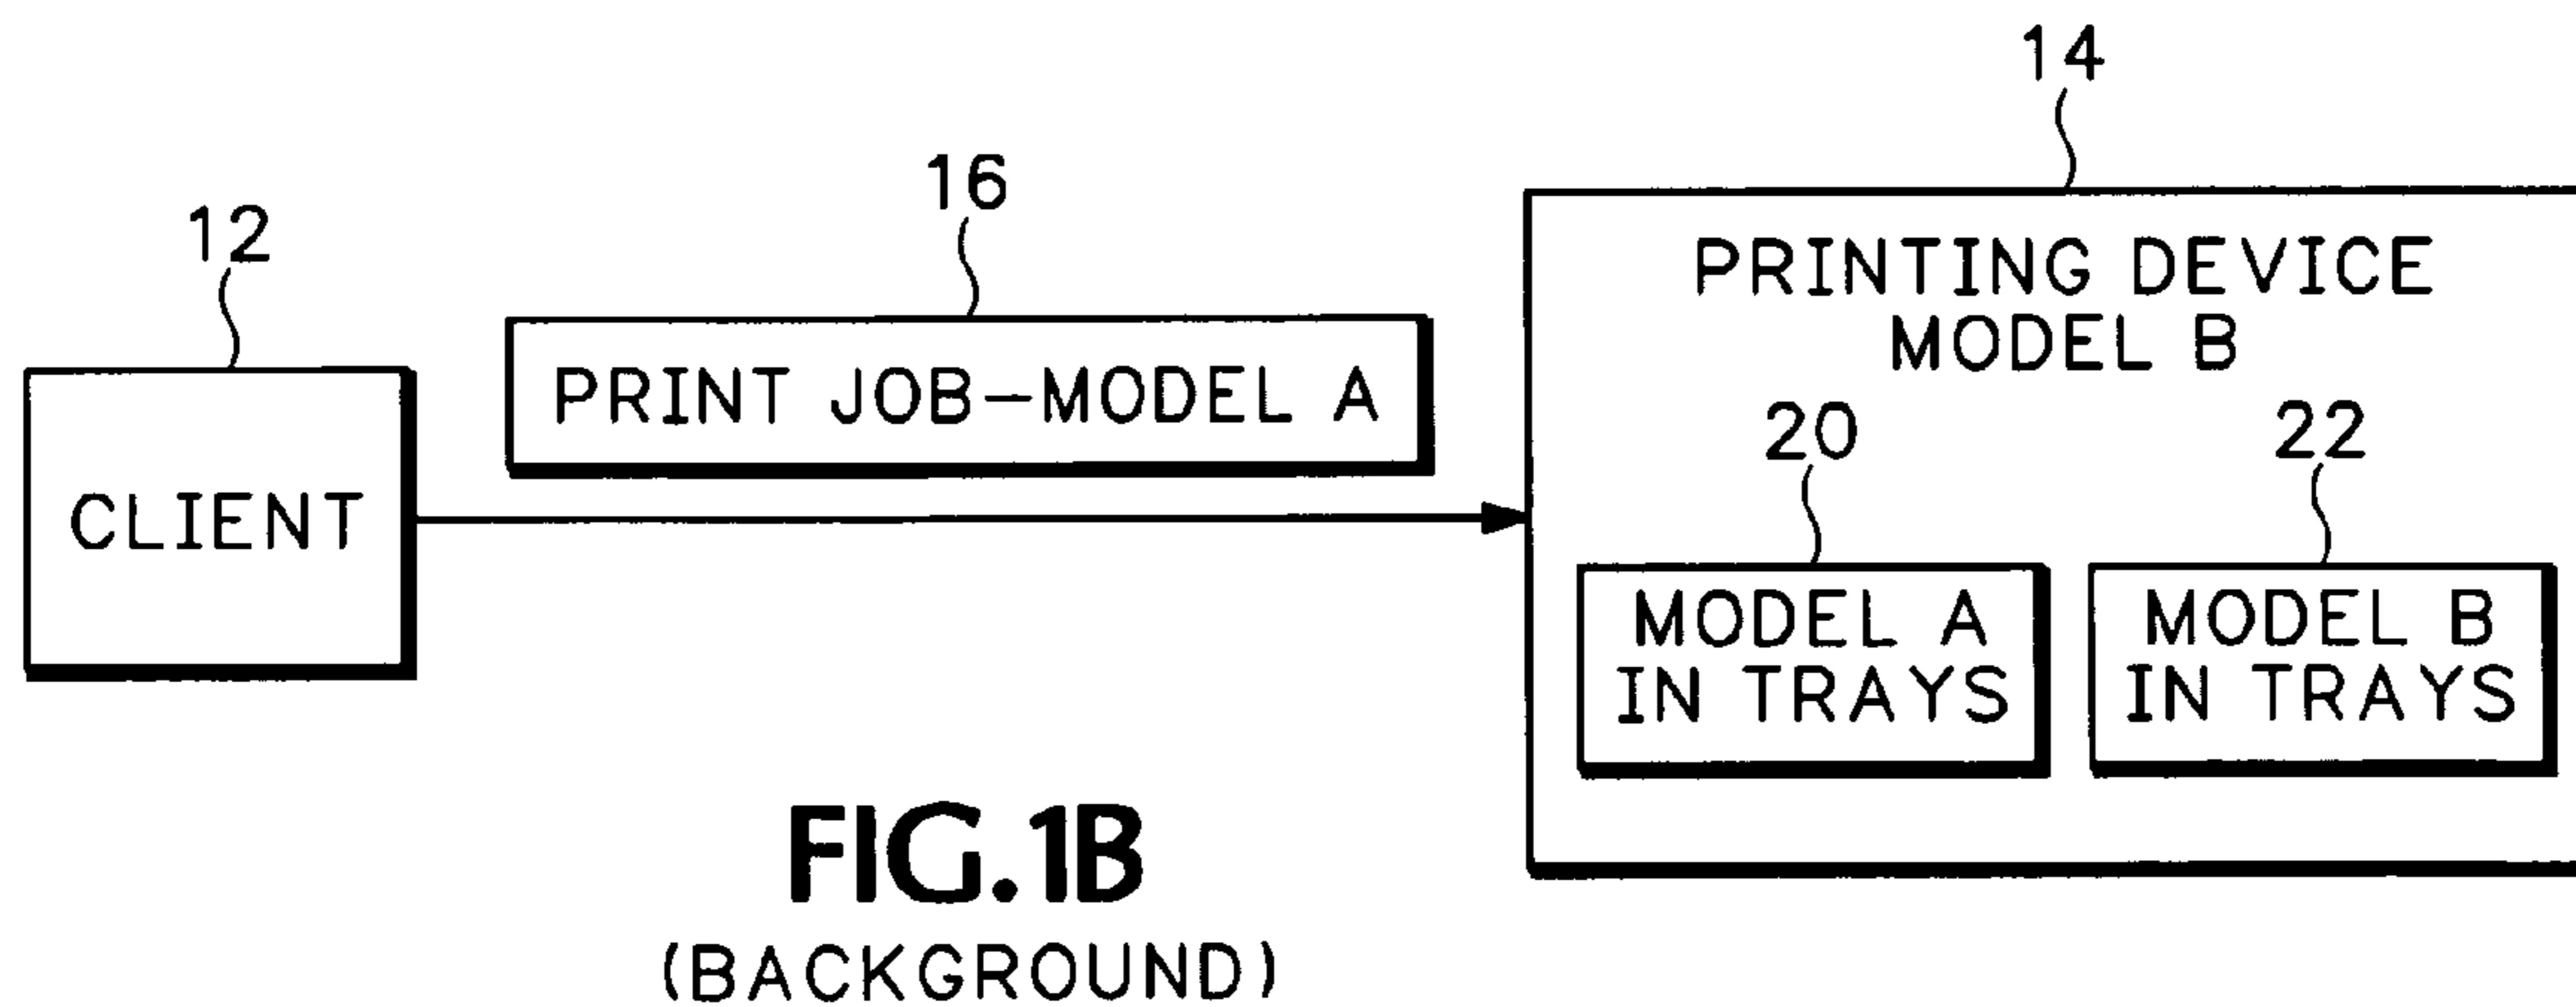 14
16
12
PRINTING DEVICE
MODEL B
PRINT JOB-MODEL A
20
22
CLIENT
MODEL A
IN TRAYS
MODEL B
IN TRAYS
FIG.1B
(BACKGROUND)